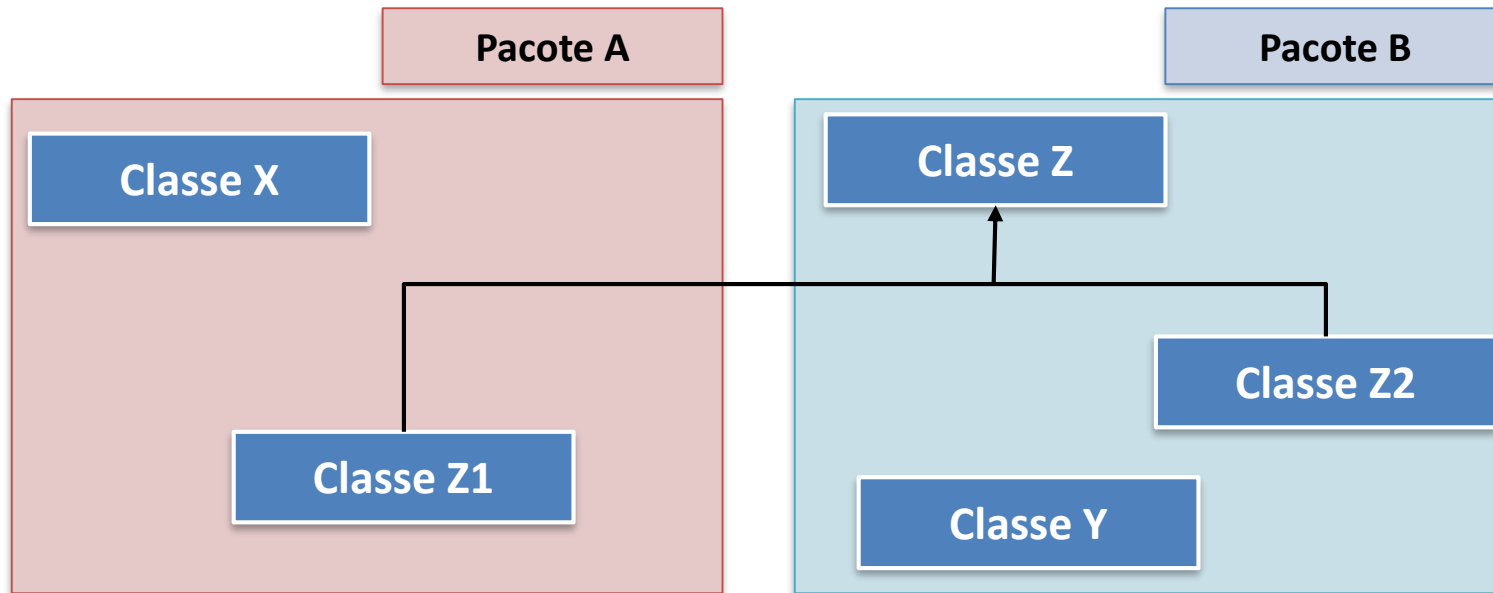 Pacote A
Pacote B
Classe X
Classe Z
Classe Z2
Classe Z1
Classe Y